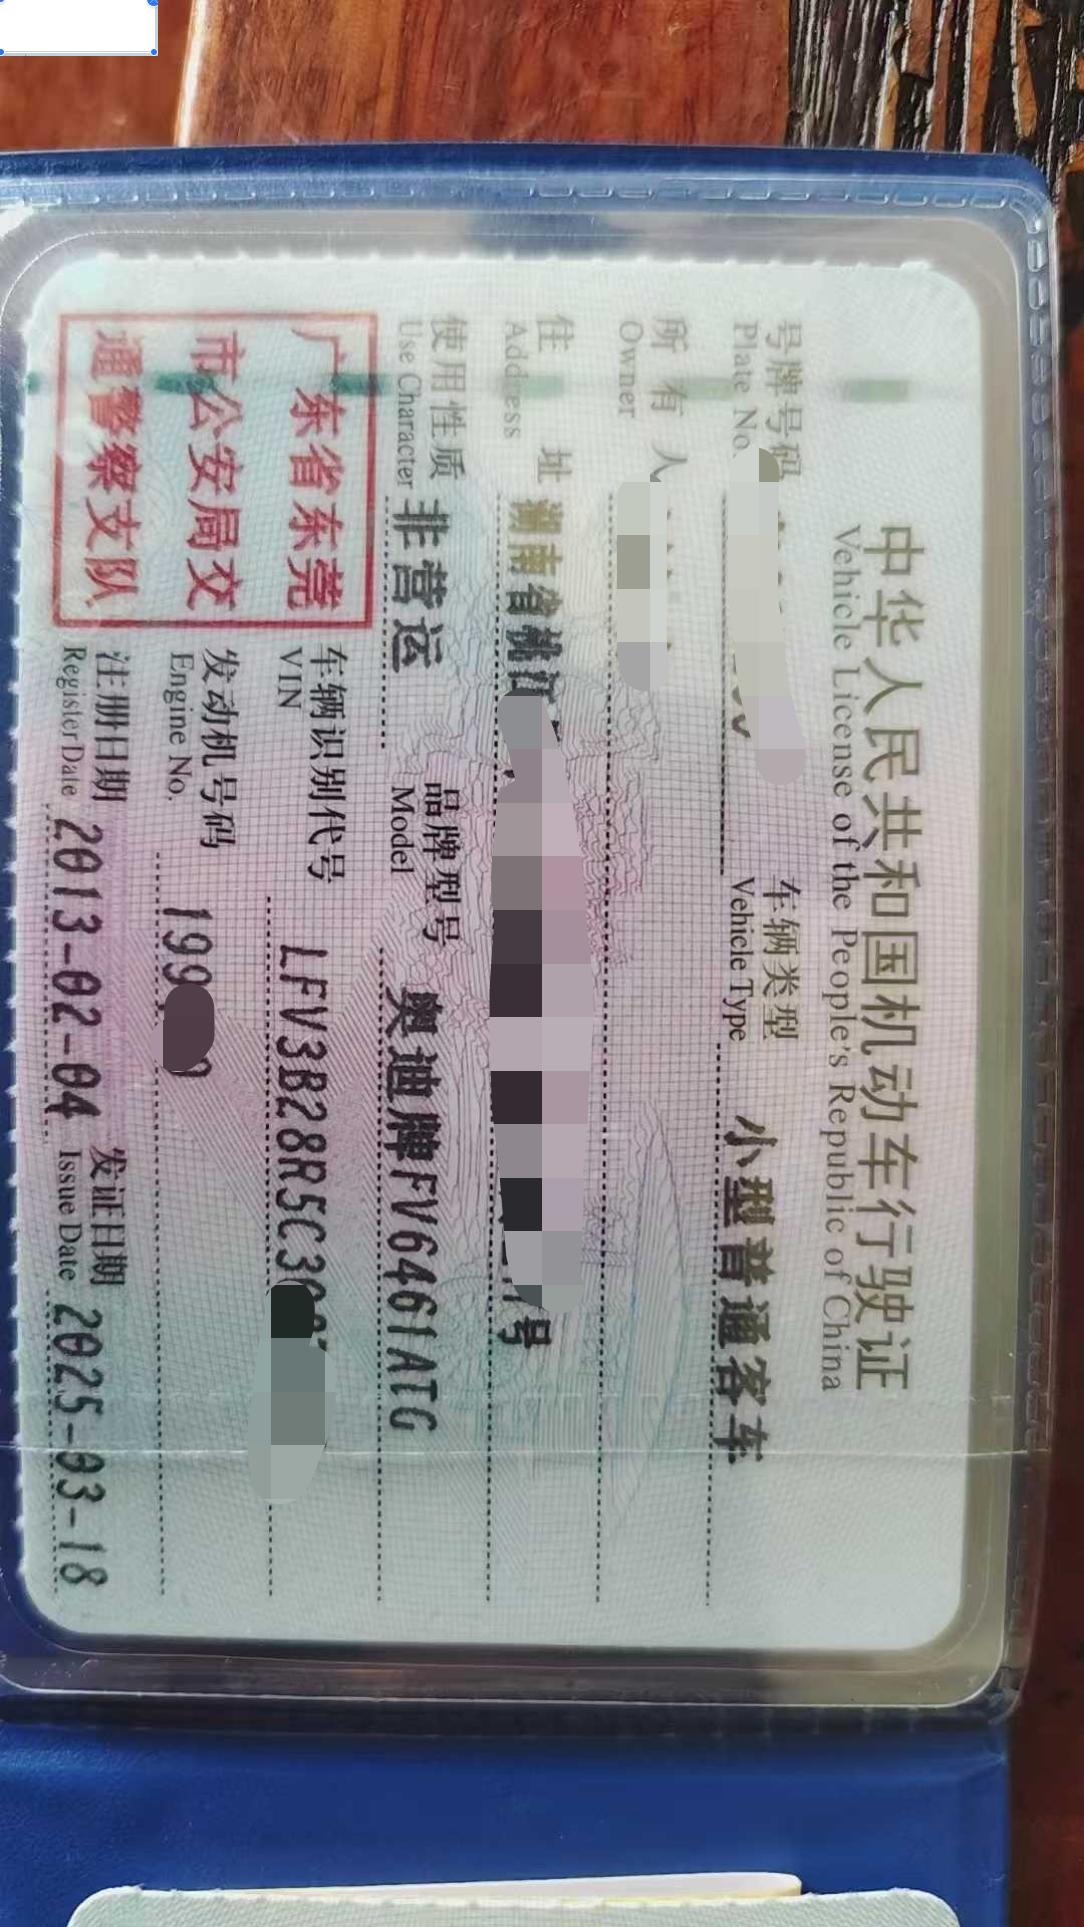 中华人民共和国机动车行驶证
Vehicle License of the People's Republic of China
号牌号码 车辆类型 小型普通客车
Plate No. Vehicle Type
所有人
Owner
住址 湖南省桃江 号
Address
使用性质 非营运 品牌型号 奥迪牌FV6461ATG
Use Character Model
广东省东莞
市公安局交
通警察支队
车辆识别代号 LFV3B28R5C3
VIN
发动机号码 199
Engine No.
注册日期 2013-02-04 发证日期 2025-03-18
Register Date Issue Date